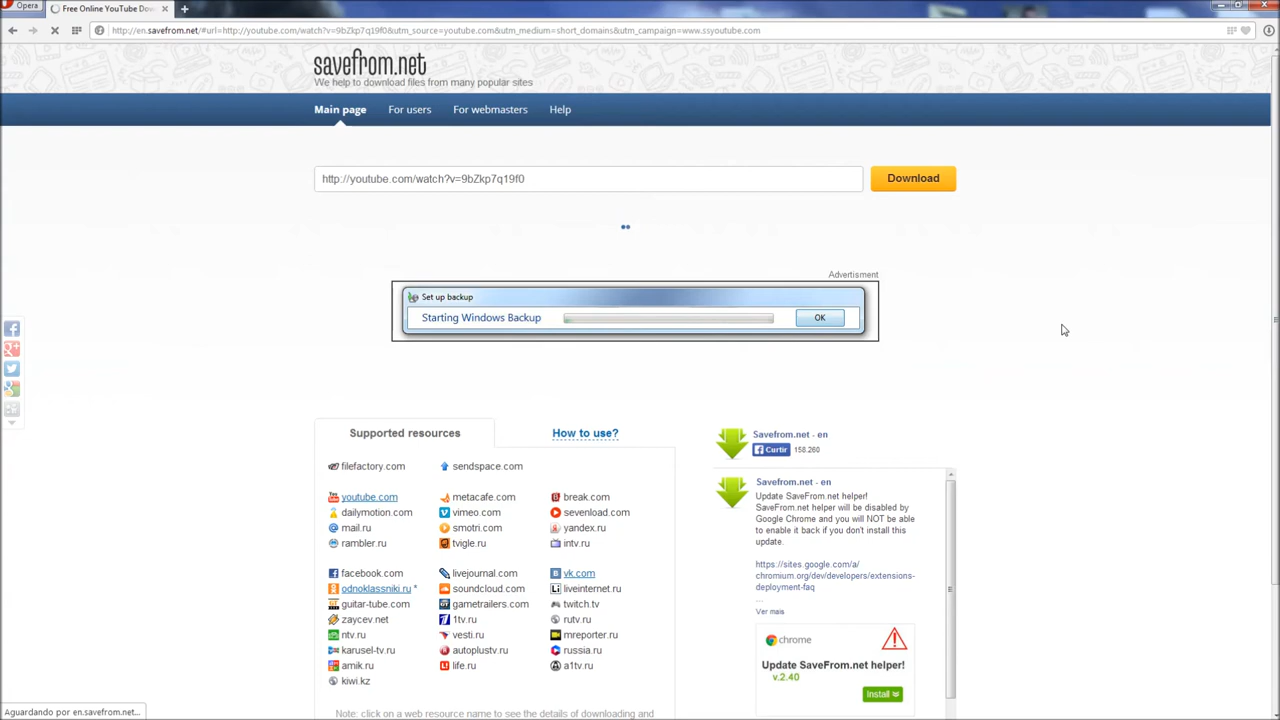 Opera
Free Online YouTube Dow
http://en.savefrom.net/#url=http://youtube.com/watch?v=9bZkp7q19f0&utm_source=youtube.com&utm_medium=short_domains&utm_campaign=www.ssyoutube.com
savefrom.net
We help to download files from many popular sites
Main page For users For webmasters Help
http://youtube.com/watch?v=9bZkp7q19f0 Download
Advertisment
Set up backup
Starting Windows Backup OK
Supported resources How to use?
filefactory.com sendspace.com
youtube.com metacafe.com break.com
dailymotion.com vimeo.com sevenload.com
mail.ru smotri.com yandex.ru
rambler.ru tvigle.ru intv.ru
facebook.com livejournal.com vk.com
odnoklassniki.ru * soundcloud.com liveinternet.ru
guitar-tube.com gametrailers.com twitch.tv
zaycev.net 1tv.ru rutv.ru
ntv.ru vesti.ru mreporter.ru
karusel-tv.ru autoplustv.ru russia.ru
amik.ru life.ru a1tv.ru
kiwi.kz
Note: click on a web resource name to see the details of downloading and
Savefrom.net - en
Curtir 158.260
Savefrom.net - en
Update SaveFrom.net helper!
SaveFrom.net helper will be disabled by
Google Chrome and you will NOT be able
to enable it back if you don't install this
update.
https://sites.google.com/a/
chromium.org/dev/developers/extensions-
deployment-faq
...
Ver mais
chrome
Update SaveFrom.net helper!
v.2.40
Install
Aguardando por en.savefrom.net...